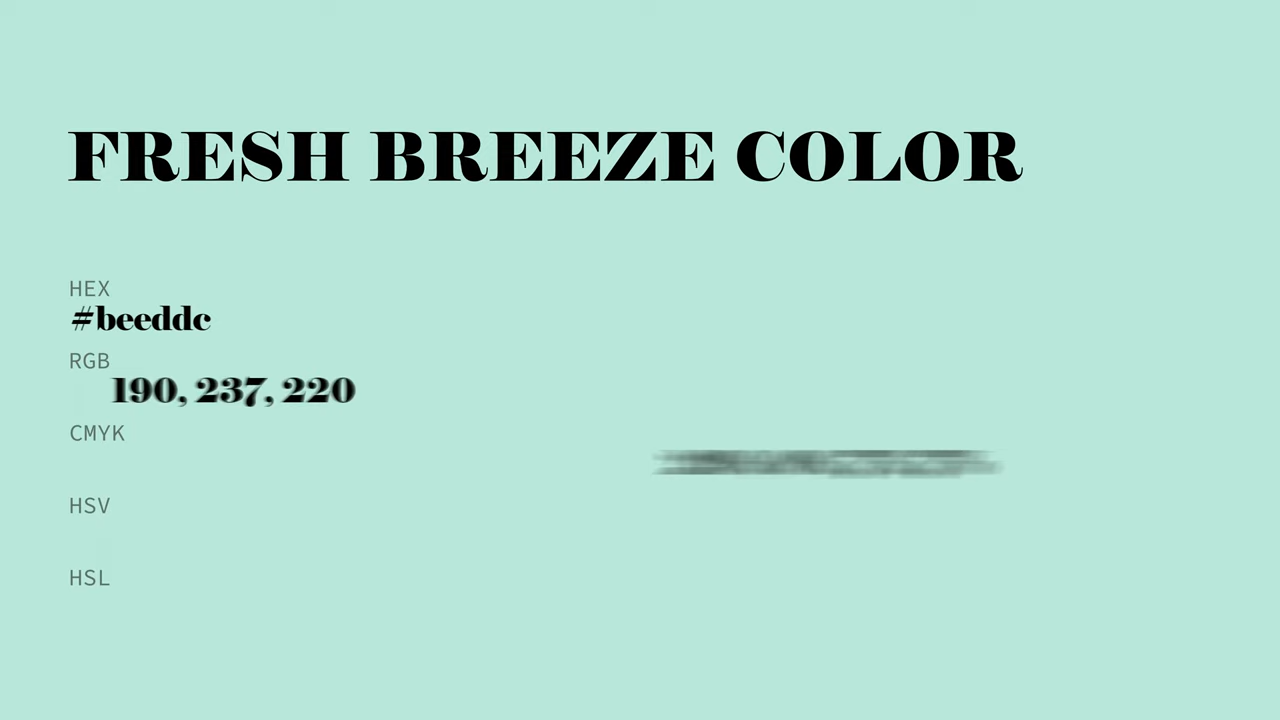 FRESH BREEZE COLOR
HEX
#beeddc
RGB
190, 237, 220
CMYK
HSV
HSL